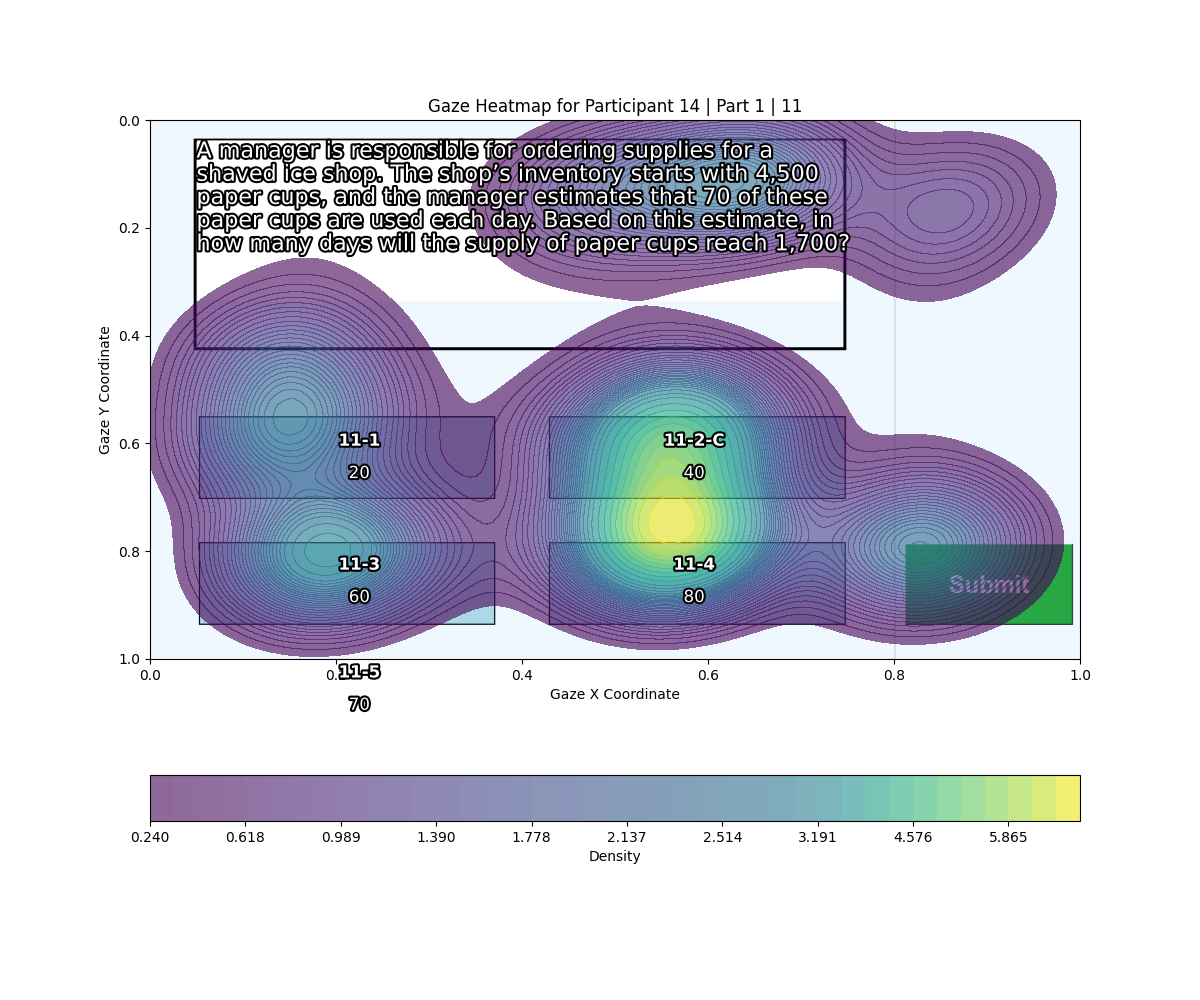 Gaze Heatmap for Participant 14 | Part 1 | 11
A manager is responsible for ordering supplies for a
shaved ice shop. The shop's inventory starts with 4,500
paper cups, and the manager estimates that 70 of these
paper cups are used each day. Based on this estimate, in
how many days will the supply of paper cups reach 1,700?
0.0
0.2
0.4
0.6
0.8
1.0
Gaze Y Coordinate
11-1
20
11-2-C
40
11-3
60
11-4
80
Submit
11-5
70
0.0
0.4
0.6
0.8
1.0
Gaze X Coordinate
0.240
0.618
0.989
1.390
1.778
2.137
2.514
3.191
4.576
5.865
Density